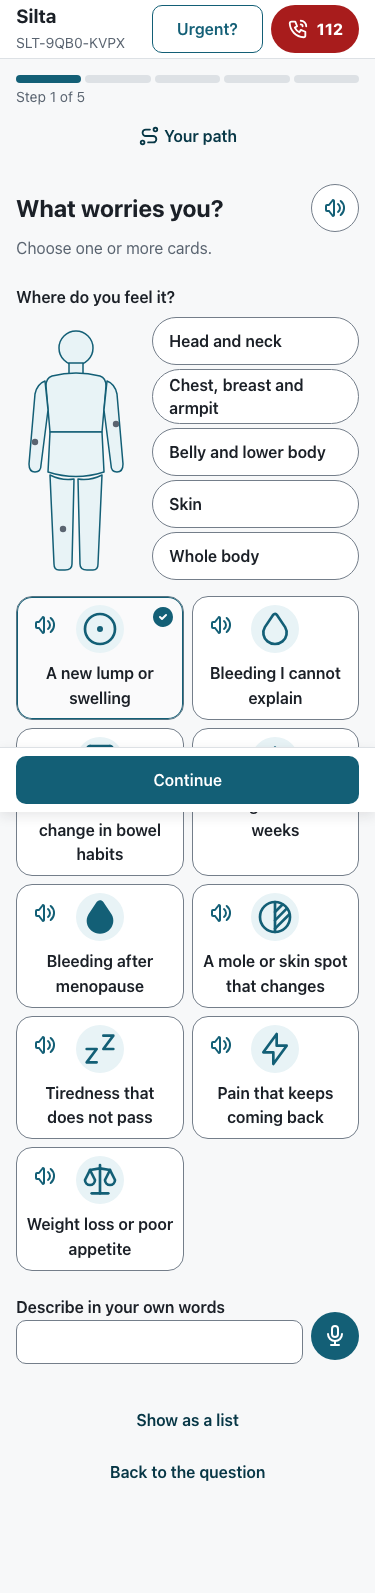 Silta
SLT-9QB0-KVPX
Urgent?
112
Step 1 of 5
Your path
What worries you?
Choose one or more cards.
Where do you feel it?
Head and neck
Chest, breast and
armpit
Belly and lower body
Skin
Whole body
A new lump or
swelling
Bleeding I cannot
explain
Continue
change in bowel
habits
weeks
Bleeding after
menopause
A mole or skin spot
that changes
Tiredness that
does not pass
Pain that keeps
coming back
Weight loss or poor
appetite
Describe in your own words
Show as a list
Back to the question